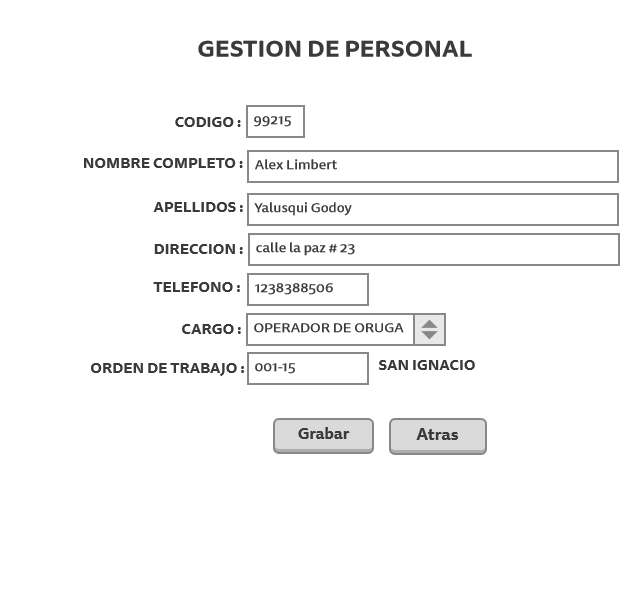 GESTION DE PERSONAL
CODIGO : 99215
NOMBRE COMPLETO : Alex Limbert
APELLIDOS : Yalusqui Godoy
DIRECCION : calle la paz # 23
TELEFONO : 1238388506
CARGO : OPERADOR DE ORUGA
ORDEN DE TRABAJO : 001-15 SAN IGNACIO
Grabar Atras